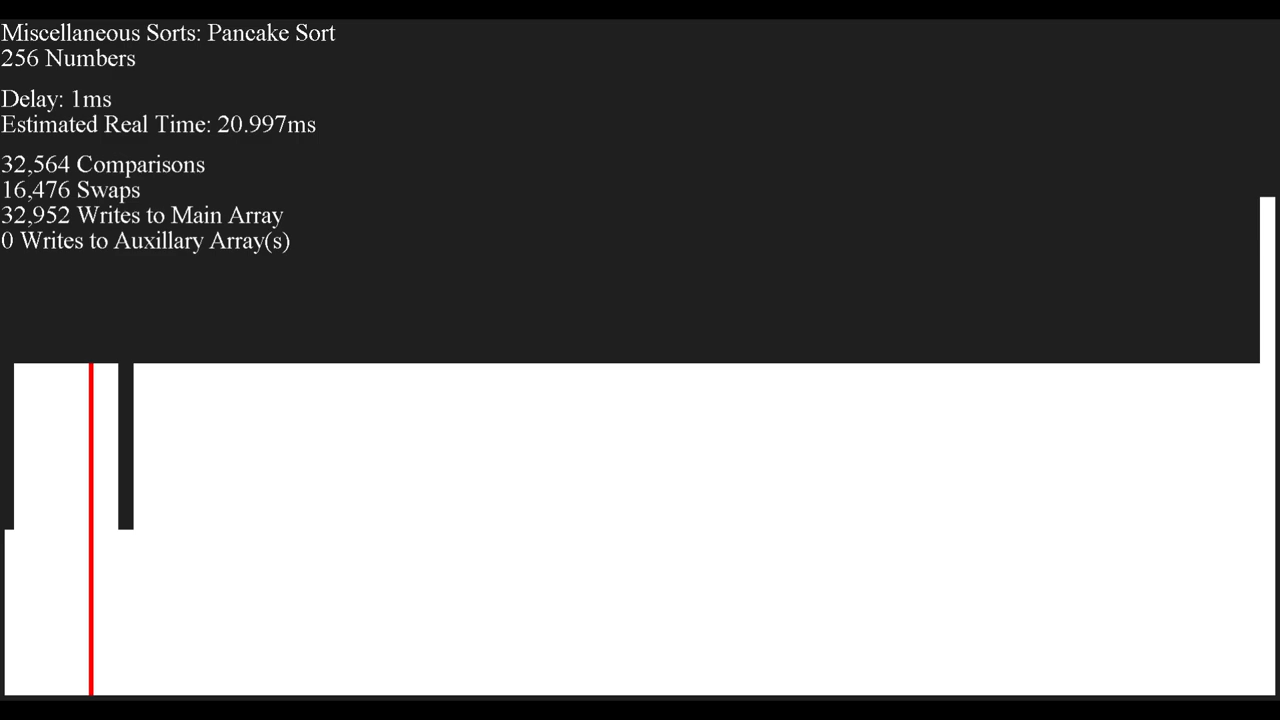 Miscellaneous Sorts: Pancake Sort
256 Numbers
Delay: 1ms
Estimated Real Time: 20.997ms
32,564 Comparisons
16,476 Swaps
32,952 Writes to Main Array
0 Writes to Auxillary Array(s)